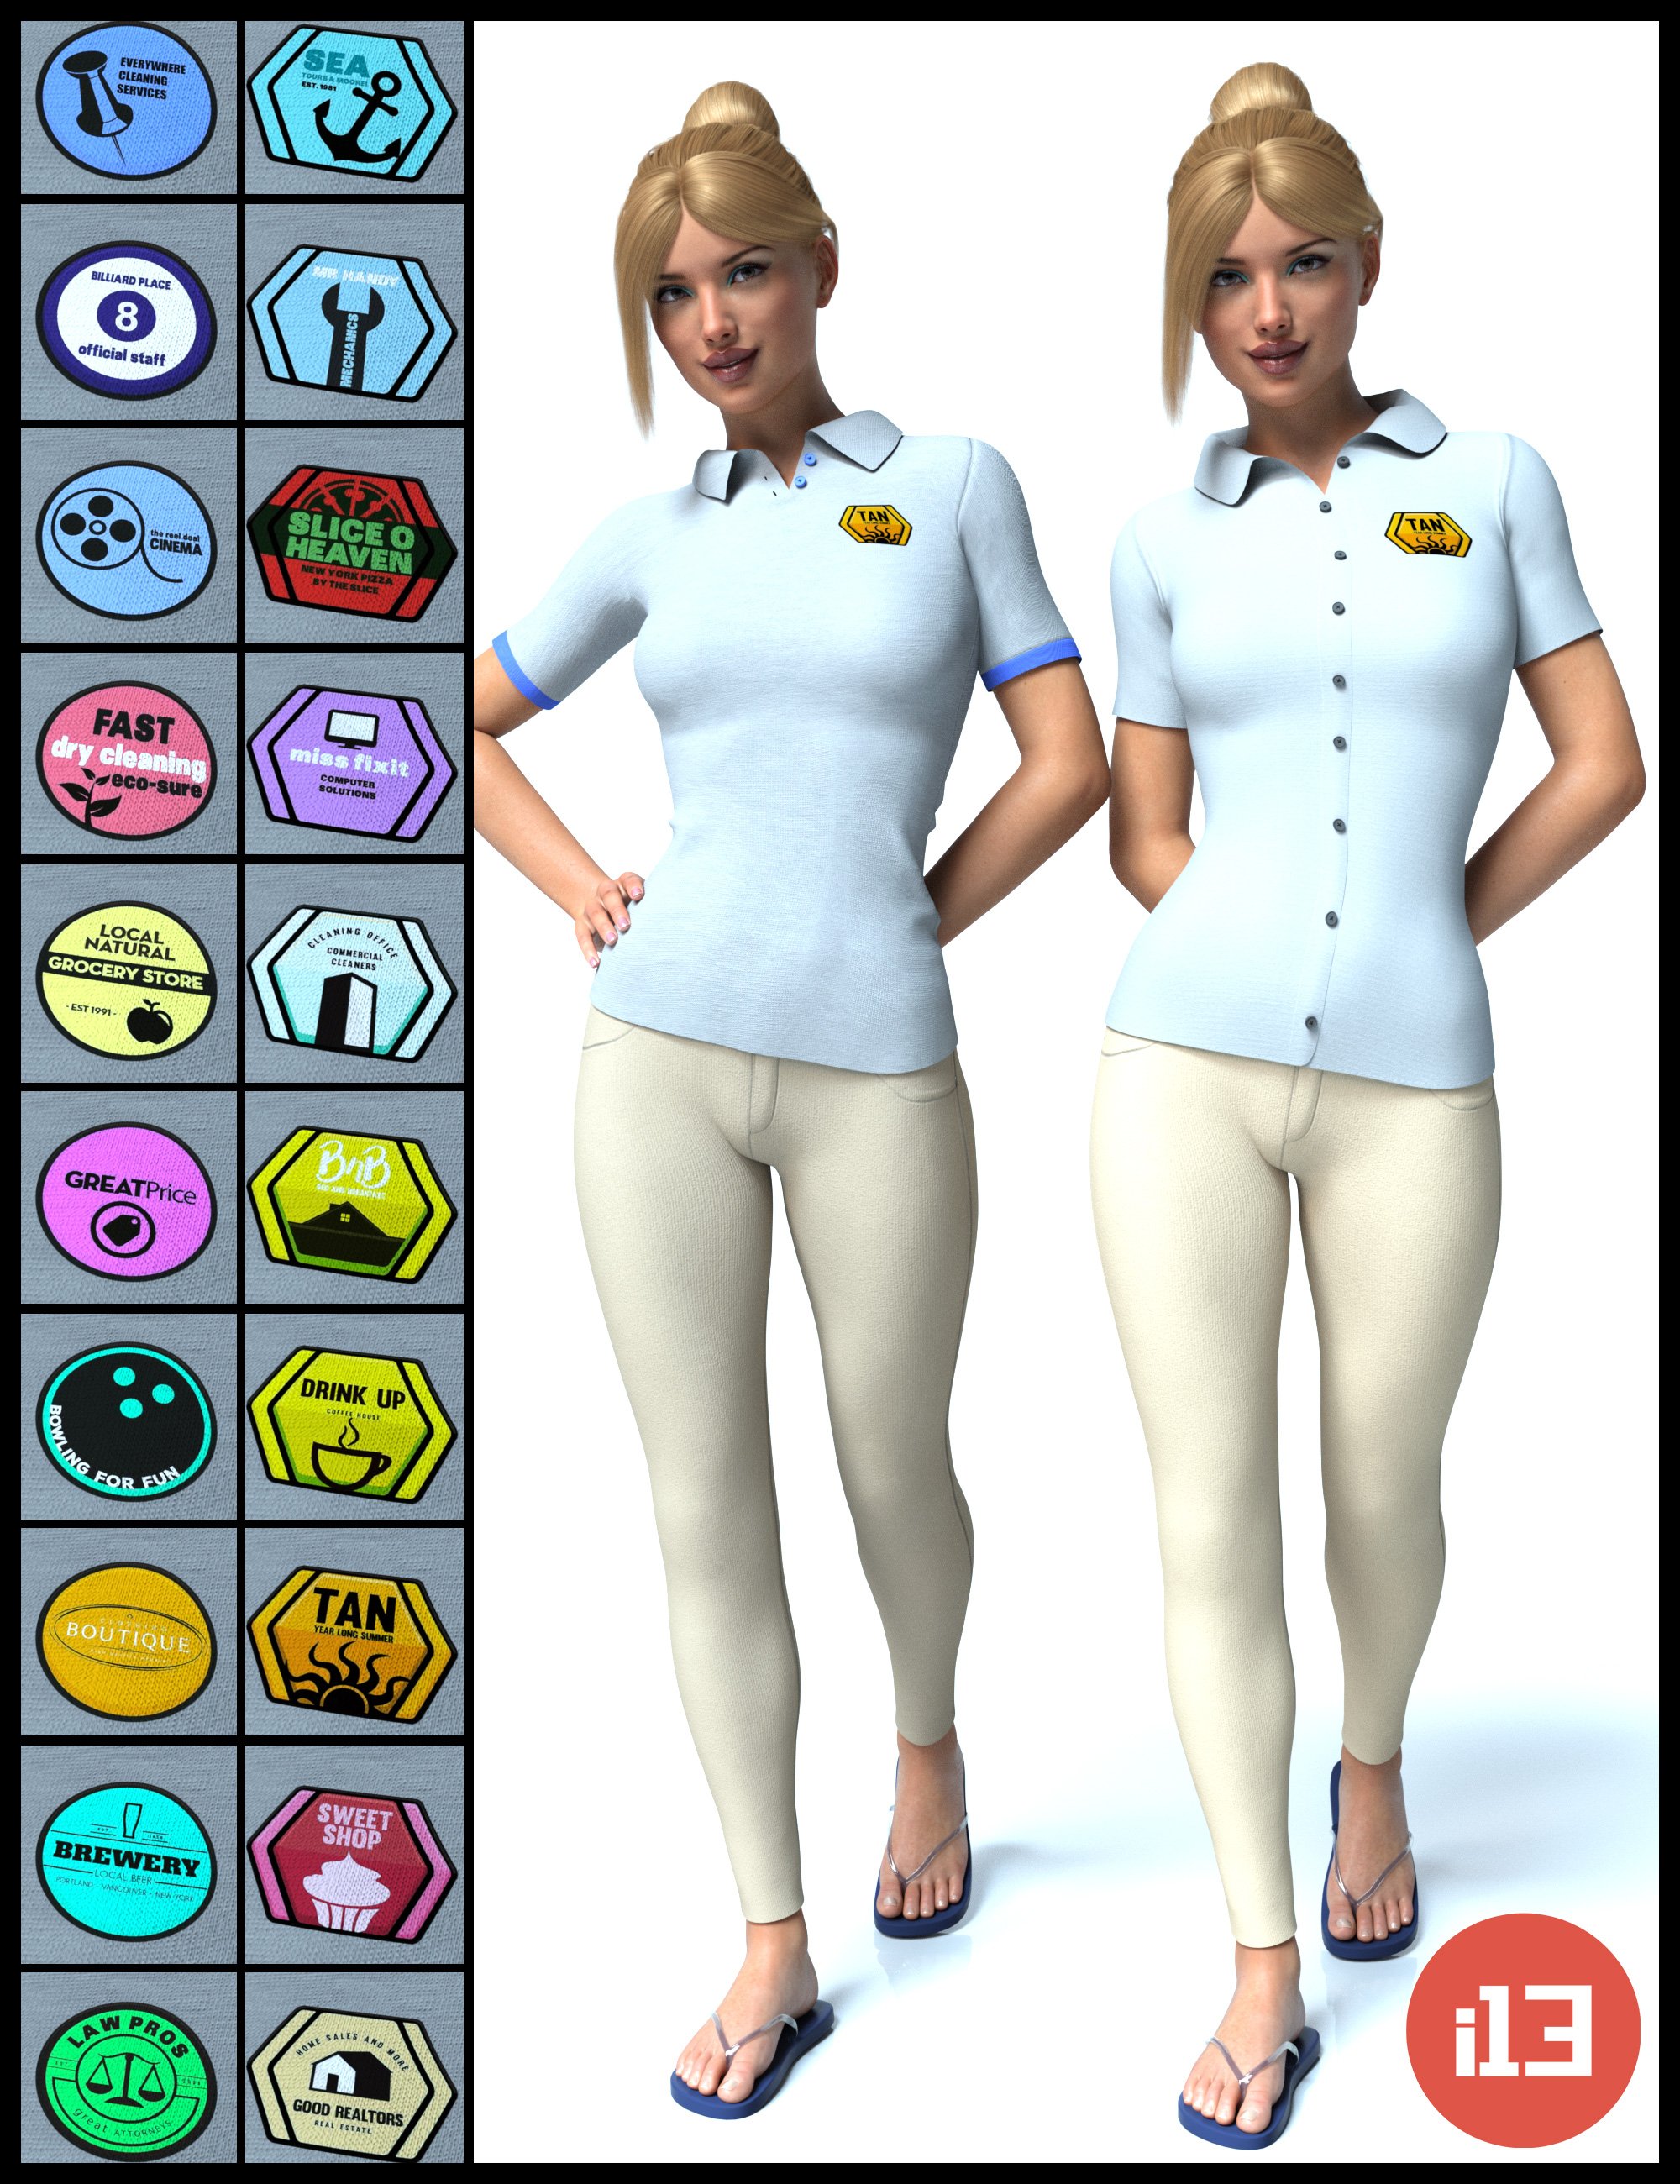 EVERYWHERE
CLEANING
SERVICES
SEA
TOURS & MOORE
EST. 1981
BILLIARD PLACE
8
official staff
MR HANDY
MECHANICS
the reel deal
CINEMA
SLICE O
HEAVEN
NEW YORK PIZZA
BY THE SLICE
FAST
dry cleaning
eco-sure
miss fixit
COMPUTER
SOLUTIONS
LOCAL
NATURAL
GROCERY STORE
- EST 1991 -
CLEANING OFFICE
COMMERCIAL
CLEANERS
GREATPrice
BnB
BED AND BREAKFAST
BOWLING FOR FUN
DRINK UP
COFFEE HOUSE
BOUTIQUE
TAN
YEAR LONG SUMMER
EST.
BREWERY
LOCAL BEER
PORTLAND - VANCOUVER - NEW YORK
SWEET
SHOP
LAW PROS
EST.
great ATTORNEYS
HOME SALES AND MORE
GOOD REALTORS
REAL ESTATE
TAN
TAN
i13